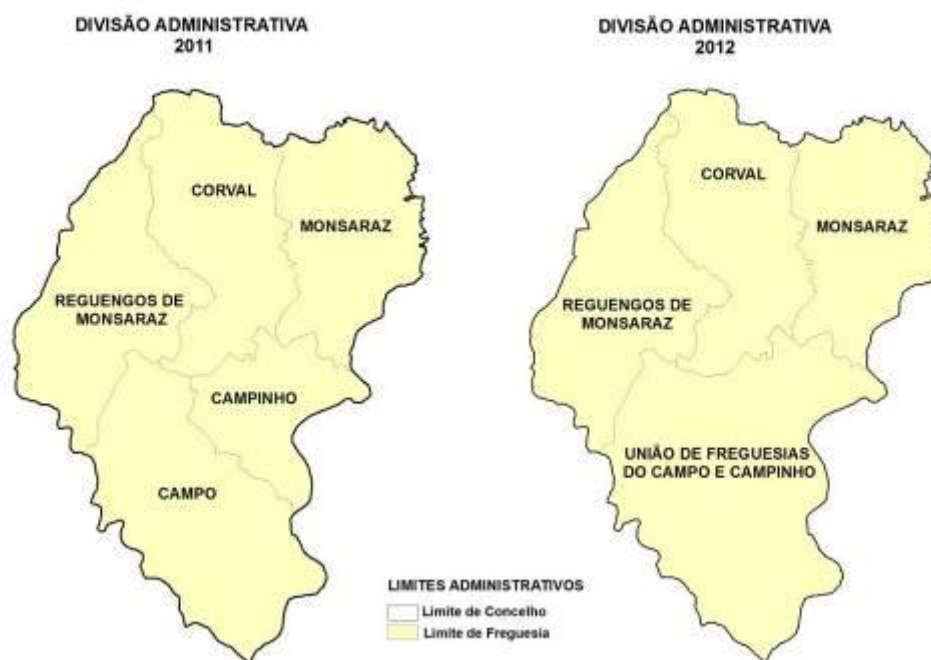 DIVISÃO ADMINISTRATIVA
2011
CORVAL
MONSARAZ
REGUENGOS DE
MONSARAZ
CAMPINHO
CAMPO
DIVISÃO ADMINISTRATIVA
2012
CORVAL
MONSARAZ
REGUENGOS DE
MONSARAZ
UNIÃO DE FREGUESIAS
DO CAMPO E CAMPINHO
LIMITES ADMINISTRATIVOS
Limite de Concelho
Limite de Freguesia